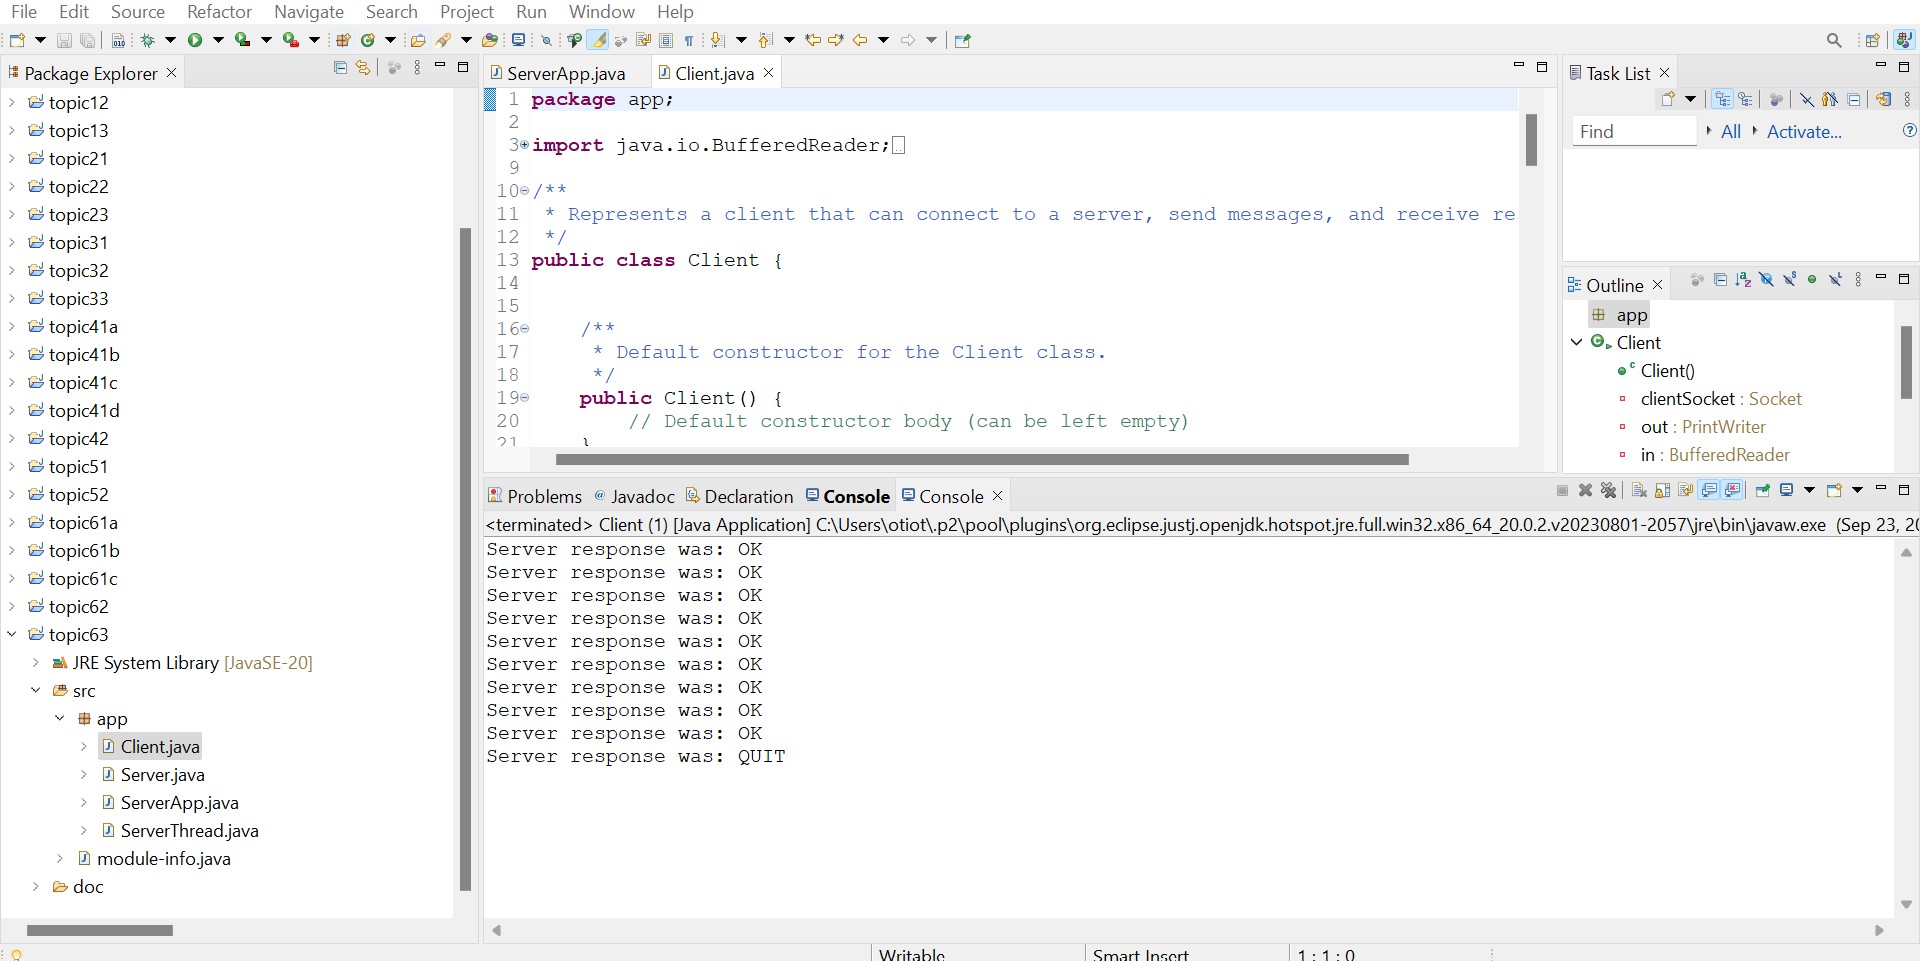 File Edit Source Refactor Navigate Search Project Run Window Help
Package Explorer
topic12
topic13
topic21
topic22
topic23
topic31
topic32
topic33
topic41a
topic41b
topic41c
topic41d
topic42
topic51
topic52
topic61a
topic61b
topic61c
topic62
topic63
JRE System Library [JavaSE-20]
src
app
Client.java
Server.java
ServerApp.java
ServerThread.java
module-info.java
doc
ServerApp.java Client.java
1 package app;
2
3 import java.io.BufferedReader;
9
10 /**
11 * Represents a client that can connect to a server, send messages, and receive re
12 */
13 public class Client {
14
15
16 /**
17 * Default constructor for the Client class.
18 */
19 public Client() {
20 // Default constructor body (can be left empty)
21 }
Task List
Find All Activate...
Outline
app
Client
Client()
clientSocket : Socket
out : PrintWriter
in : BufferedReader
Problems Javadoc Declaration Console Console
<terminated> Client (1) [Java Application] C:\Users\otiot\.p2\pool\plugins\org.eclipse.justj.openjdk.hotspot.jre.full.win32.x86_64_20.0.2.v20230801-2057\jre\bin\javaw.exe (Sep 23, 20
Server response was: OK
Server response was: OK
Server response was: OK
Server response was: OK
Server response was: OK
Server response was: OK
Server response was: OK
Server response was: OK
Server response was: OK
Server response was: QUIT
Writable Smart Insert 1 : 1 : 0